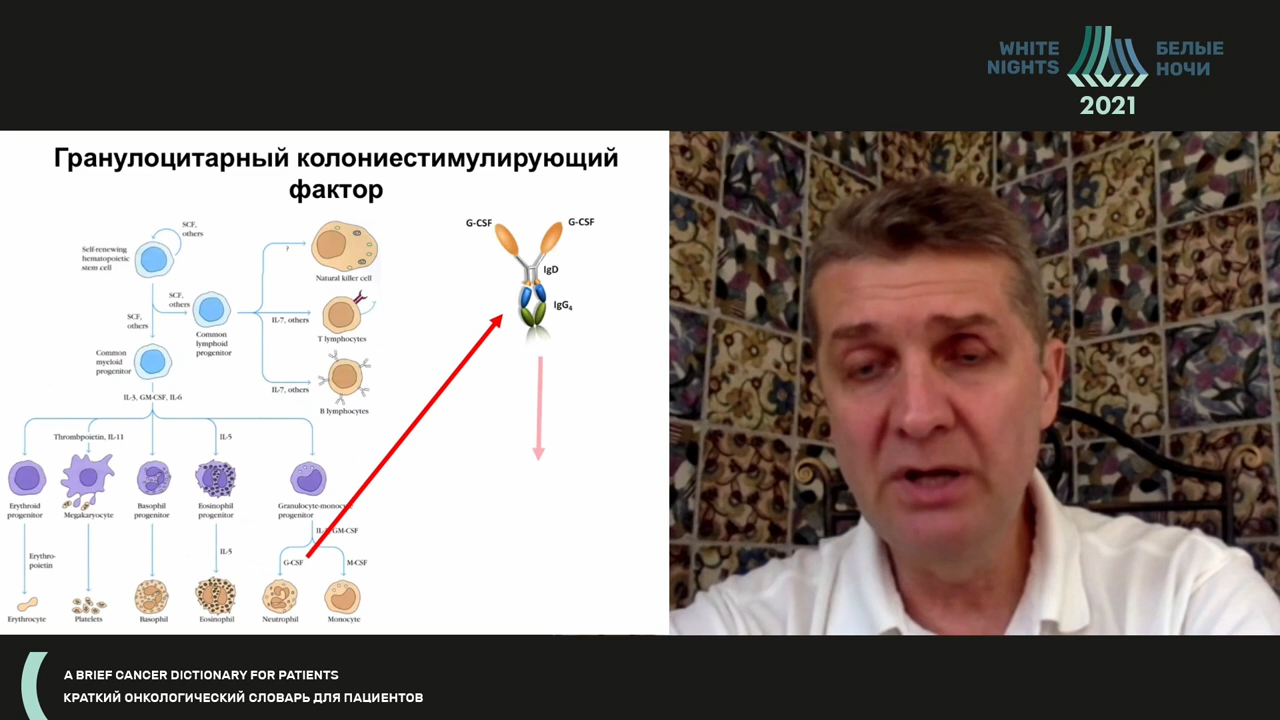 WHITE
NIGHTS
БЕЛЫЕ
НОЧИ
2021
Гранулоцитарный колониестимулирующий
фактор
SCF,
others
Self-renewing
hematopoietic
stem cell
?
Natural killer cell
SCF,
others
SCF,
others
Common
lymphoid
progenitor
IL-7, others
T lymphocytes
Common
myeloid
progenitor
IL-7, others
B lymphocytes
IL-3, GM-CSF, IL-6
Thrombpoietin, IL-11
IL-5
Erythroid
progenitor
Megakaryocyte
Basophil
progenitor
Eosinophil
progenitor
Granulocyte-monocyte
progenitor
GM-CSF
Erythro-
poietin
IL-5
G-CSF
M-CSF
Erythrocyte
Platelets
Basophil
Eosinophil
Neutrophil
Monocyte
G-CSF
G-CSF
IgD
IgG4
A BRIEF CANCER DICTIONARY FOR PATIENTS
КРАТКИЙ ОНКОЛОГИЧЕСКИЙ СЛОВАРЬ ДЛЯ ПАЦИЕНТОВ